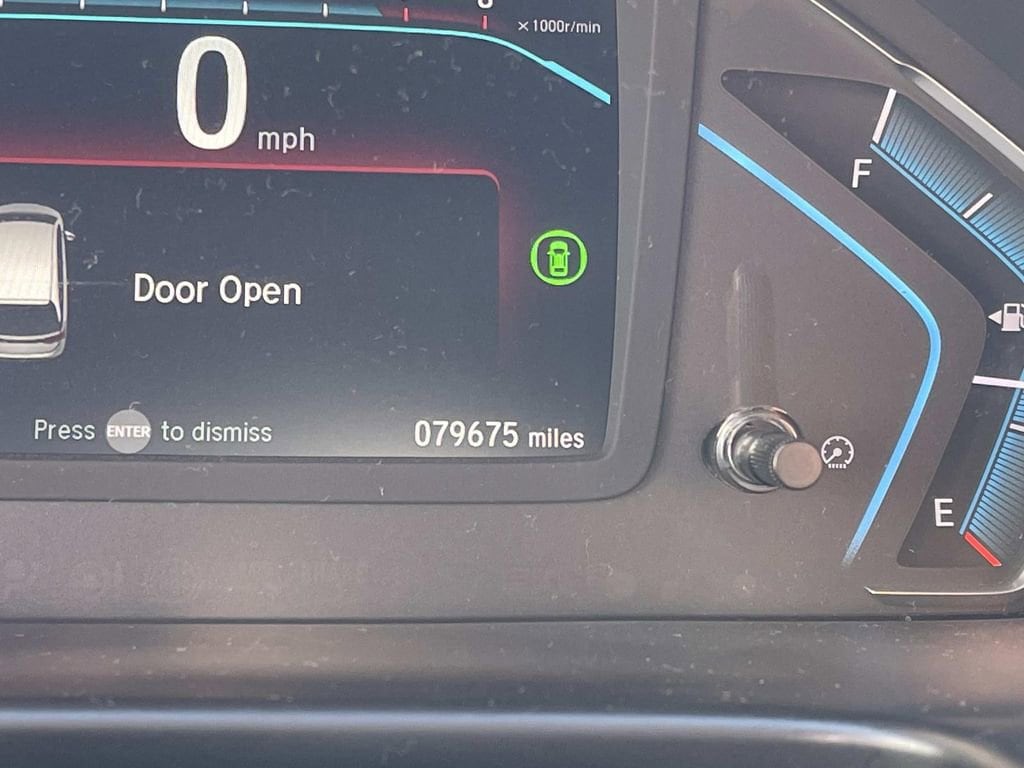 x 1000r/min
0 mph
F
Door Open
Press ENTER to dismiss
079675 miles
E